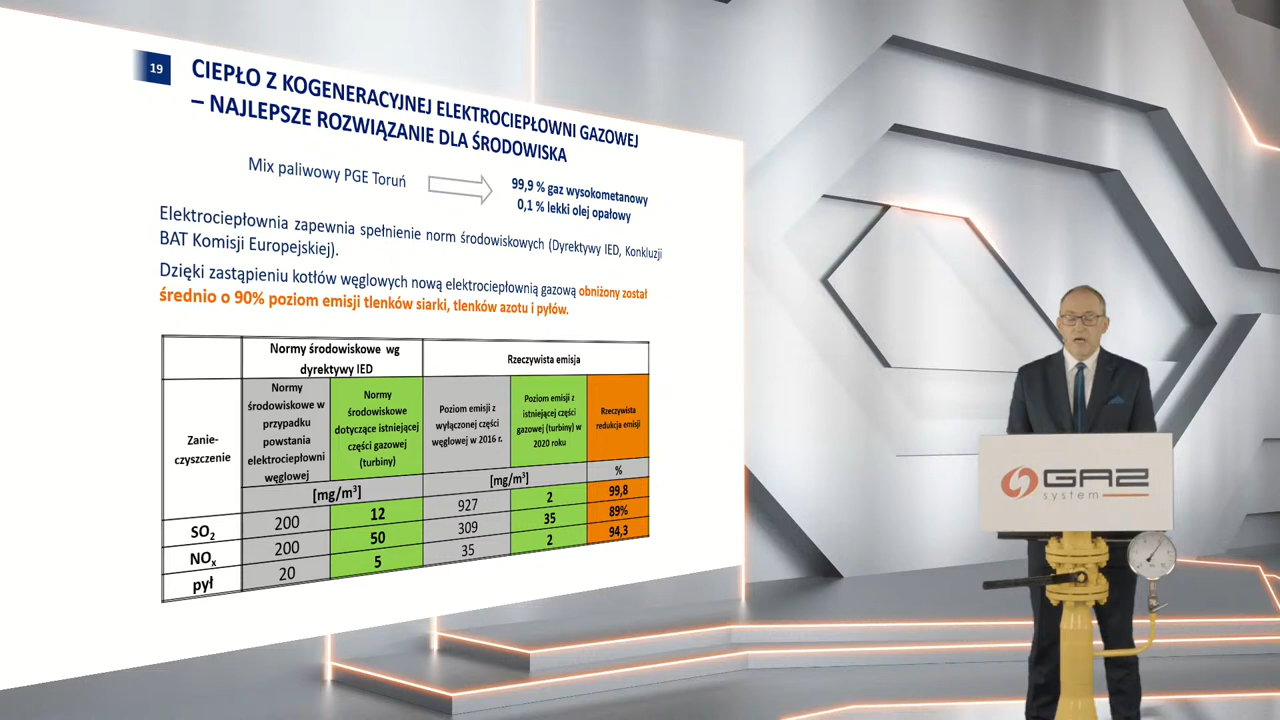 19
CIEPŁO Z KOGENERACYJNEJ ELEKTROCIEPŁOWNI GAZOWEJ
– NAJLEPSZE ROZWIĄZANIE DLA ŚRODOWISKA
Mix paliwowy PGE Toruń
99,9 % gaz wysokometanowy
0,1 % lekki olej opałowy
Elektrociepłownia zapewnia spełnienie norm środowiskowych (Dyrektywy IED, Konkluzji
BAT Komisji Europejskiej).
Dzięki zastąpieniu kotłów węglowych nową elektrociepłownią gazową obniżony został
średnio o 90% poziom emisji tlenków siarki, tlenków azotu i pyłów.
Normy środowiskowe wg
dyrektywy IED
Rzeczywista emisja
Zanie-
czyszczenie
Normy
środowiskowe w
przypadku
powstania
elektrociepłowni
węglowej
Normy
środowiskowe
dotyczące istniejącej
części gazowej
(turbiny)
Poziom emisji z
wyłączonej części
węglowej w 2016 r.
Poziom emisji z
istniejącej części
gazowej (turbiny) w
2020 roku
Rzeczywista
redukcja emisji
[mg/m³] [mg/m³] %
SO₂ 200 12 927 2 99,8
NOₓ 200 50 309 35 89%
pył 20 5 35 2 94,3
GAZ
system